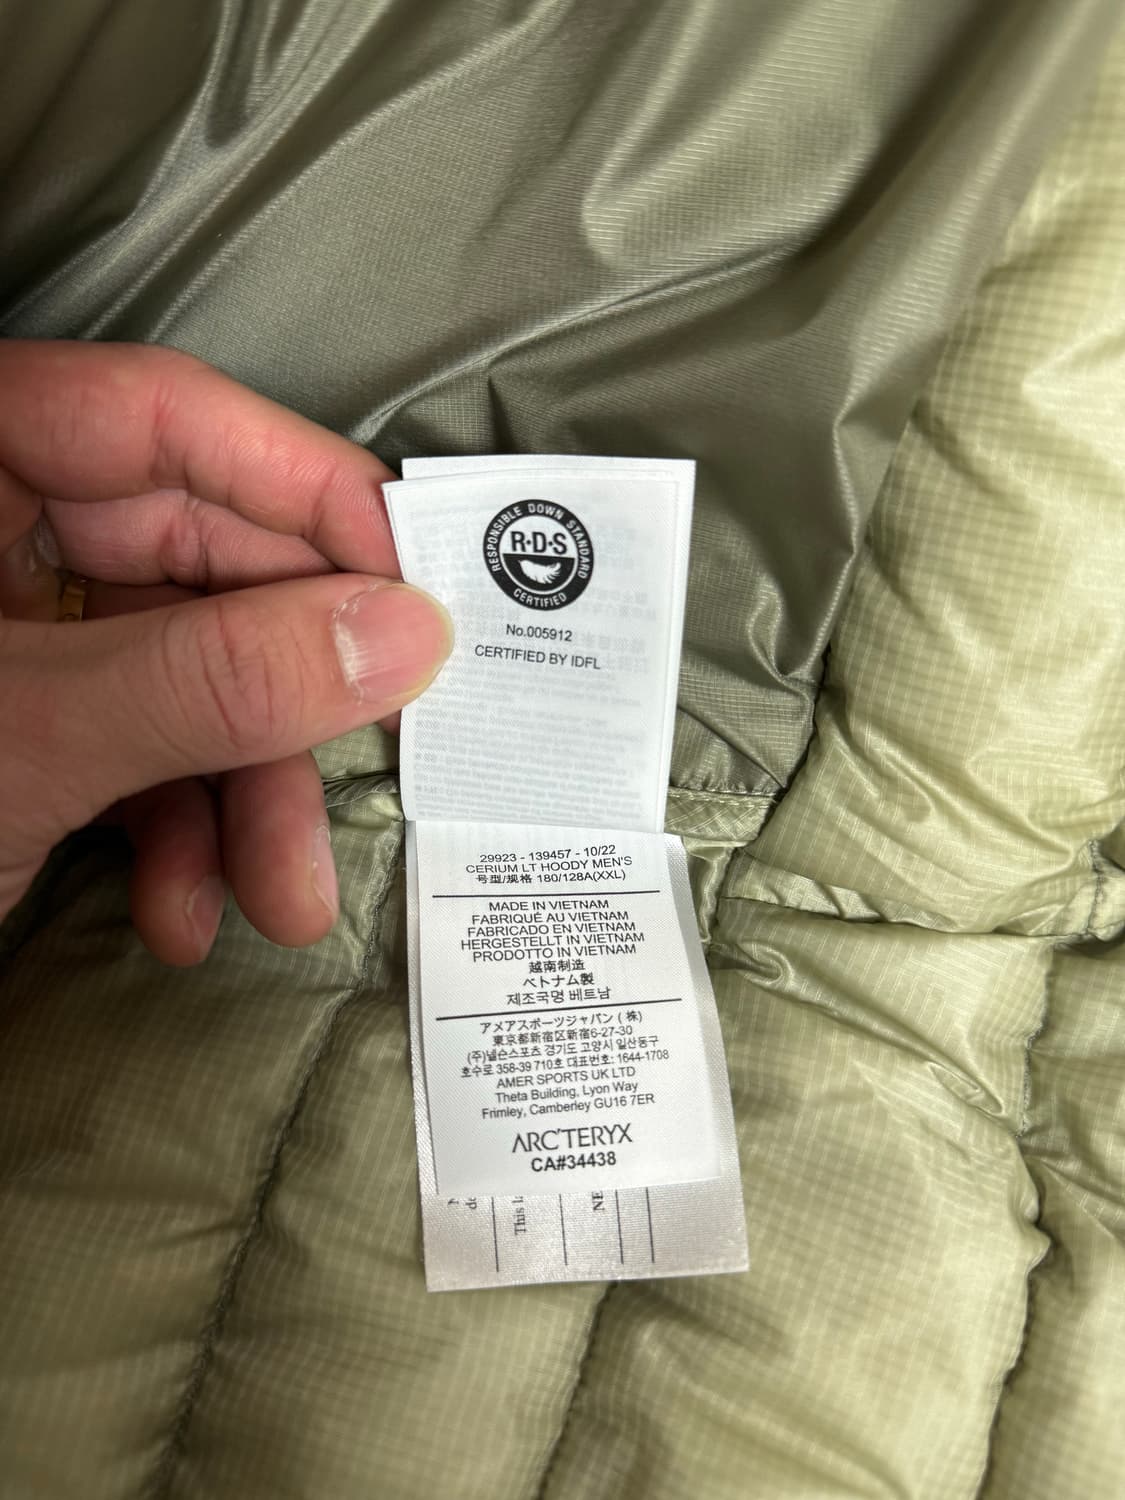 RESPONSIBLE DOWN STANDARD
R·D·S
CERTIFIED
No.005912
CERTIFIED BY IDFL
29923 - 139457 - 10/22
CERIUM LT HOODY MEN'S
号型/规格 180/128A(XXL)
MADE IN VIETNAM
FABRIQUÉ AU VIETNAM
FABRICADO EN VIETNAM
HERGESTELLT IN VIETNAM
PRODOTTO IN VIETNAM
越南制造
ベトナム製
제조국명 베트남
アメアスポーツジャパン ( 株)
東京都新宿区新宿6-27-30
(주)넬슨스포츠 경기도 고양시 일산동구
호수로 358-39 710호 대표번호: 1644-1708
AMER SPORTS UK LTD
Theta Building, Lyon Way
Frimley, Camberley GU16 7ER
ARC'TERYX
CA#34438
This
NE